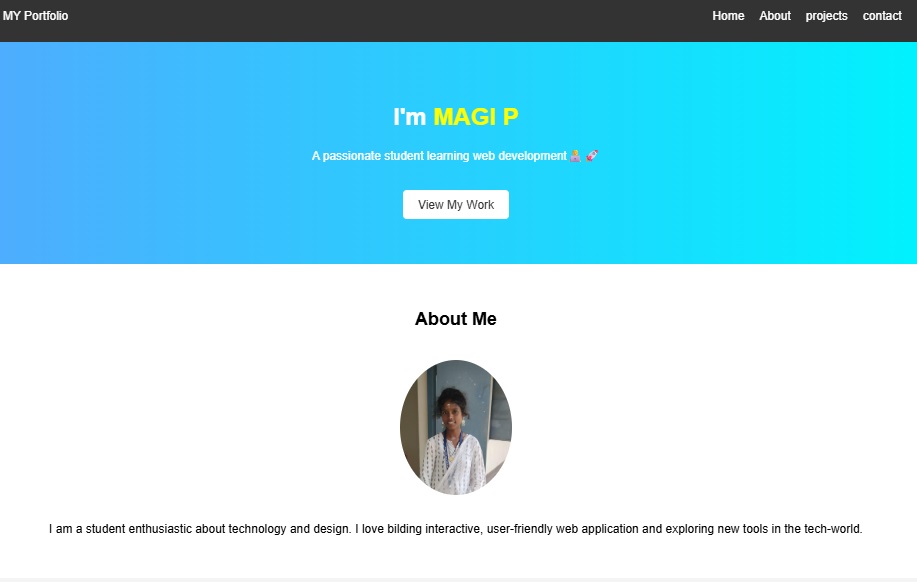 MY Portfolio
Home About projects contact
I'm MAGI P
A passionate student learning web development
View My Work
About Me
I am a student enthusiastic about technology and design. I love bilding interactive, user-friendly web application and exploring new tools in the tech-world.